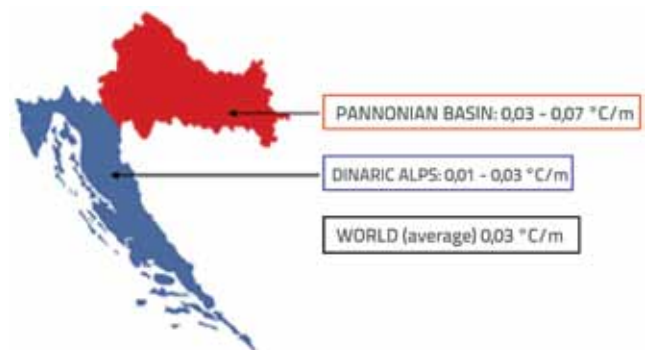 PANNONIAN BASIN: 0,03 - 0,07 °C/m
DINARIC ALPS: 0,01 - 0,03 °C/m
WORLD (average) 0,03 °C/m